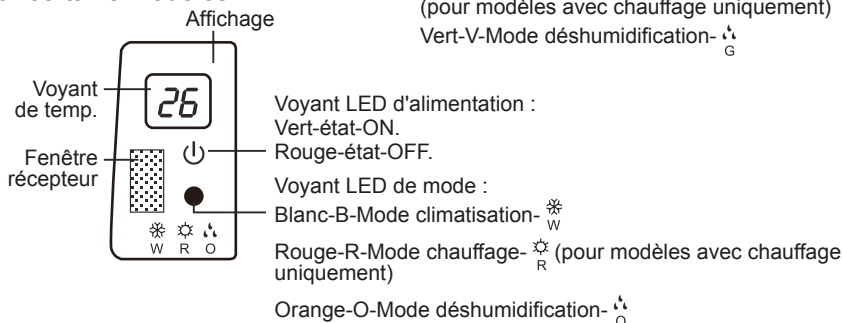 Affichage
(pour modèles avec chauffage uniquement)
Vert-V-Mode déshumidification-
G
Voyant
de temp.
26
Fenêtre
récepteur
W R O
Voyant LED d'alimentation :
Vert-état-ON.
Rouge-état-OFF.
Voyant LED de mode :
Blanc-B-Mode climatisation-
W
Rouge-R-Mode chauffage- (pour modèles avec chauffage
R
uniquement)
Orange-O-Mode déshumidification-